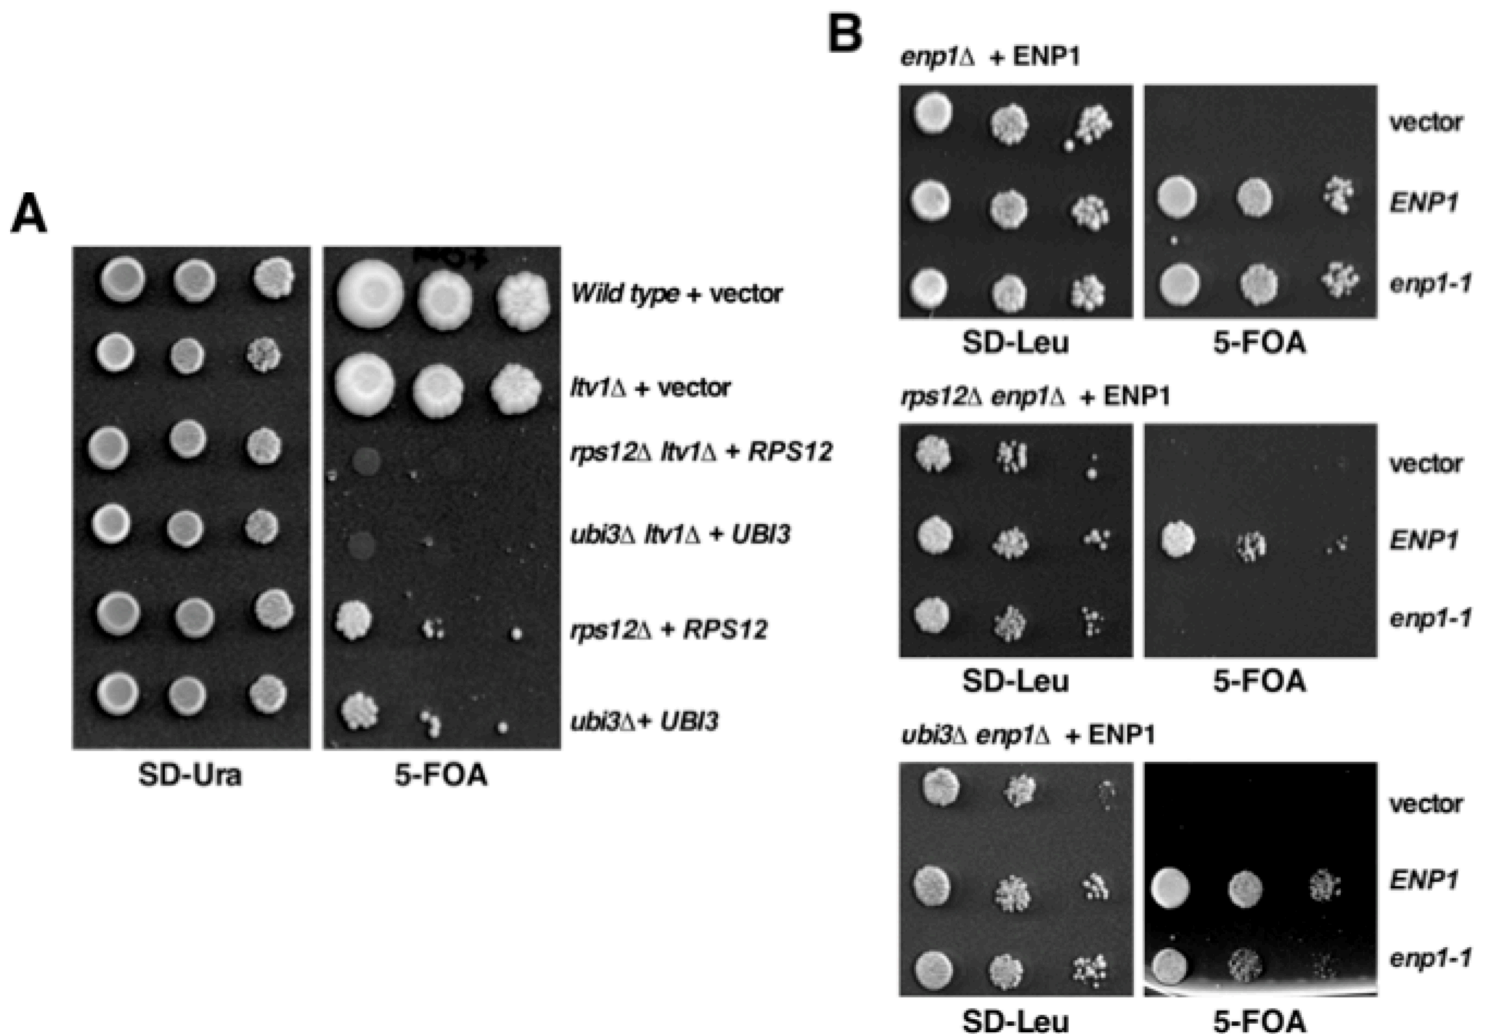 A
SD-Ura
5-FOA
Wild type + vector
ltv1Δ + vector
rps12Δ ltv1Δ + RPS12
ubi3Δ ltv1Δ + UBI3
rps12Δ + RPS12
ubi3Δ+ UBI3
B
enp1Δ + ENP1
vector
ENP1
enp1-1
SD-Leu
5-FOA
rps12Δ enp1Δ + ENP1
vector
ENP1
enp1-1
SD-Leu
5-FOA
ubi3Δ enp1Δ + ENP1
vector
ENP1
enp1-1
SD-Leu
5-FOA